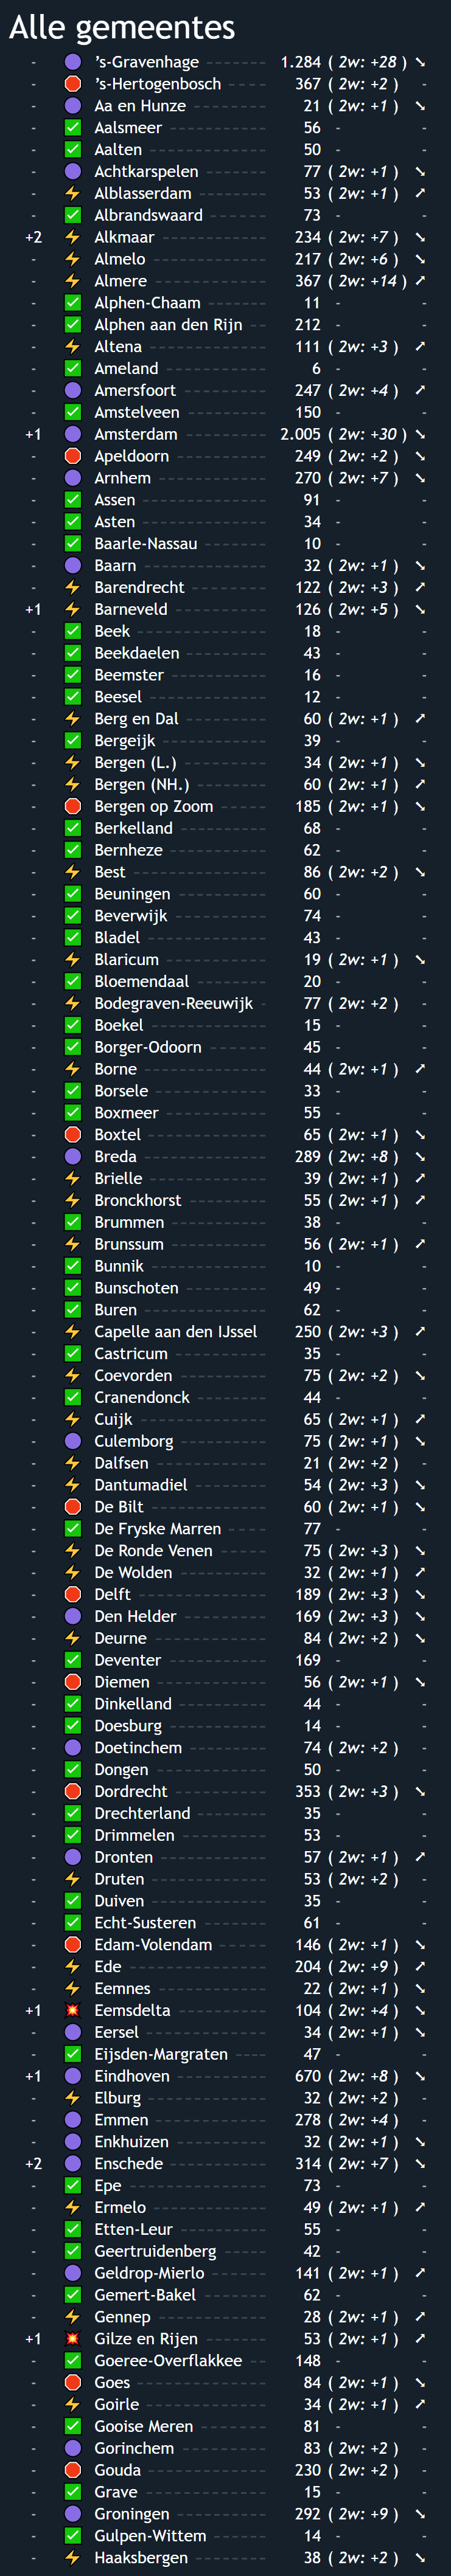 Alle gemeentes
- 's-Gravenhage 1.284 ( 2w: +28 ) ↘
- 's-Hertogenbosch 367 ( 2w: +2 ) -
- Aa en Hunze 21 ( 2w: +1 ) ↘
- Aalsmeer 56 - -
- Aalten 50 - -
- Achtkarspelen 77 ( 2w: +1 ) ↘
- Alblasserdam 53 ( 2w: +1 ) ↗
- Albrandswaard 73 - -
+2 Alkmaar 234 ( 2w: +7 ) ↘
- Almelo 217 ( 2w: +6 ) ↘
- Almere 367 ( 2w: +14 ) ↗
- Alphen-Chaam 11 - -
- Alphen aan den Rijn 212 - -
- Altena 111 ( 2w: +3 ) ↗
- Ameland 6 - -
- Amersfoort 247 ( 2w: +4 ) ↗
- Amstelveen 150 - -
+1 Amsterdam 2.005 ( 2w: +30 ) ↘
- Apeldoorn 249 ( 2w: +2 ) ↘
- Arnhem 270 ( 2w: +7 ) ↘
- Assen 91 - -
- Asten 34 - -
- Baarle-Nassau 10 - -
- Baarn 32 ( 2w: +1 ) ↘
- Barendrecht 122 ( 2w: +3 ) ↗
+1 Barneveld 126 ( 2w: +5 ) ↘
- Beek 18 - -
- Beekdaelen 43 - -
- Beemster 16 - -
- Beesel 12 - -
- Berg en Dal 60 ( 2w: +1 ) ↗
- Bergeijk 39 - -
- Bergen (L.) 34 ( 2w: +1 ) ↘
- Bergen (NH.) 60 ( 2w: +1 ) ↗
- Bergen op Zoom 185 ( 2w: +1 ) ↘
- Berkelland 68 - -
- Bernheze 62 - -
- Best 86 ( 2w: +2 ) ↘
- Beuningen 60 - -
- Beverwijk 74 - -
- Bladel 43 - -
- Blaricum 19 ( 2w: +1 ) ↘
- Bloemendaal 20 - -
- Bodegraven-Reeuwijk 77 ( 2w: +2 ) -
- Boekel 15 - -
- Borger-Odoorn 45 - -
- Borne 44 ( 2w: +1 ) ↗
- Borsele 33 - -
- Boxmeer 55 - -
- Boxtel 65 ( 2w: +1 ) ↘
- Breda 289 ( 2w: +8 ) ↘
- Brielle 39 ( 2w: +1 ) ↗
- Bronckhorst 55 ( 2w: +1 ) ↗
- Brummen 38 - -
- Brunssum 56 ( 2w: +1 ) ↗
- Bunnik 10 - -
- Bunschoten 49 - -
- Buren 62 - -
- Capelle aan den IJssel 250 ( 2w: +3 ) ↗
- Castricum 35 - -
- Coevorden 75 ( 2w: +2 ) ↘
- Cranendonck 44 - -
- Cuijk 65 ( 2w: +1 ) ↗
- Culemborg 75 ( 2w: +1 ) ↘
- Dalfsen 21 ( 2w: +2 ) -
- Dantumadiel 54 ( 2w: +3 ) ↘
- De Bilt 60 ( 2w: +1 ) ↘
- De Fryske Marren 77 - -
- De Ronde Venen 75 ( 2w: +3 ) ↘
- De Wolden 32 ( 2w: +1 ) ↗
- Delft 189 ( 2w: +3 ) ↘
- Den Helder 169 ( 2w: +3 ) ↘
- Deurne 84 ( 2w: +2 ) ↘
- Deventer 169 - -
- Diemen 56 ( 2w: +1 ) ↘
- Dinkelland 44 - -
- Doesburg 14 - -
- Doetinchem 74 ( 2w: +2 ) -
- Dongen 50 - -
- Dordrecht 353 ( 2w: +3 ) ↘
- Drechterland 35 - -
- Drimmelen 53 - -
- Dronten 57 ( 2w: +1 ) ↗
- Druten 53 ( 2w: +2 ) -
- Duiven 35 - -
- Echt-Susteren 61 - -
- Edam-Volendam 146 ( 2w: +1 ) ↘
- Ede 204 ( 2w: +9 ) ↗
- Eemnes 22 ( 2w: +1 ) ↘
+1 Eemsdelta 104 ( 2w: +4 ) ↘
- Eersel 34 ( 2w: +1 ) ↘
- Eijsden-Margraten 47 - -
+1 Eindhoven 670 ( 2w: +8 ) ↘
- Elburg 32 ( 2w: +2 ) -
- Emmen 278 ( 2w: +4 ) -
- Enkhuizen 32 ( 2w: +1 ) ↘
+2 Enschede 314 ( 2w: +7 ) ↘
- Epe 73 - -
- Ermelo 49 ( 2w: +1 ) ↗
- Etten-Leur 55 - -
- Geertruidenberg 42 - -
- Geldrop-Mierlo 141 ( 2w: +1 ) ↗
- Gemert-Bakel 62 - -
- Gennep 28 ( 2w: +1 ) ↗
+1 Gilze en Rijen 53 ( 2w: +1 ) ↗
- Goeree-Overflakkee 148 - -
- Goes 84 ( 2w: +1 ) ↘
- Goirle 34 ( 2w: +1 ) ↗
- Gooise Meren 81 - -
- Gorinchem 83 ( 2w: +2 ) -
- Gouda 230 ( 2w: +2 ) -
- Grave 15 - -
- Groningen 292 ( 2w: +9 ) ↘
- Gulpen-Wittem 14 - -
- Haaksbergen 38 ( 2w: +2 ) ↘